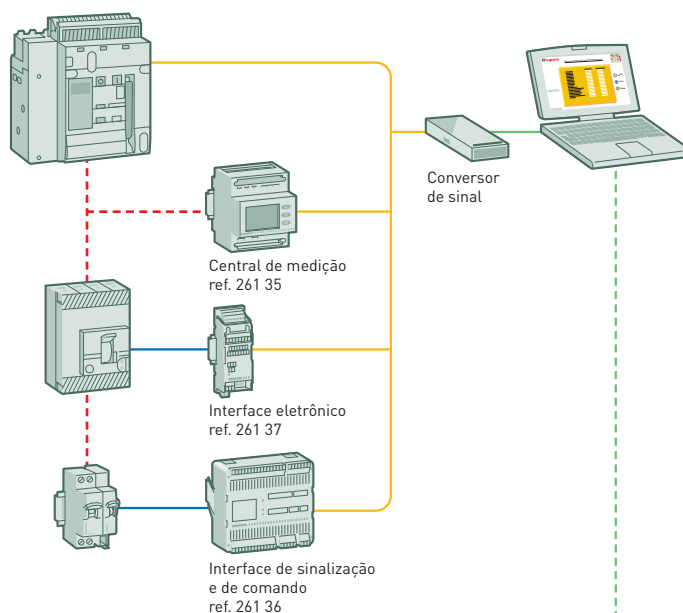 legrand
Conversor
de sinal
Central de medição
ref. 261 35
Interface eletrônico
ref. 261 37
Interface de sinalização
e de comando
ref. 261 36